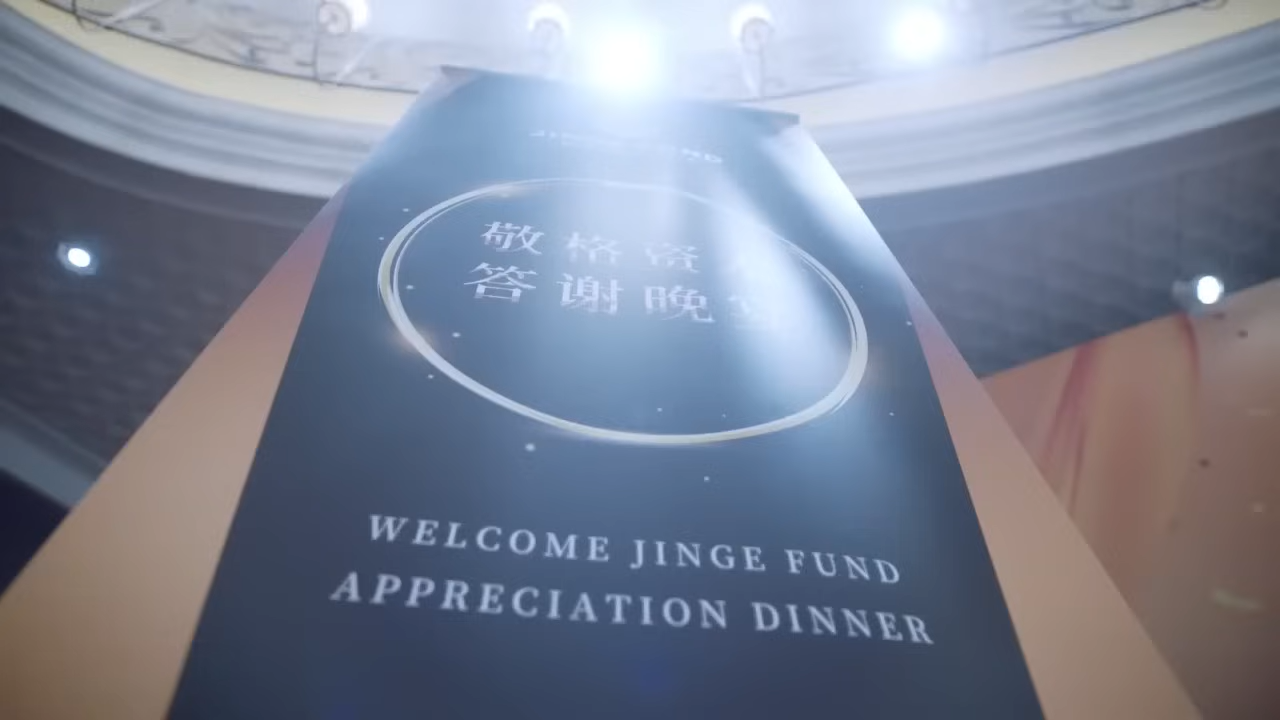 敬格资
答谢晚
WELCOME JINGE FUND
APPRECIATION DINNER